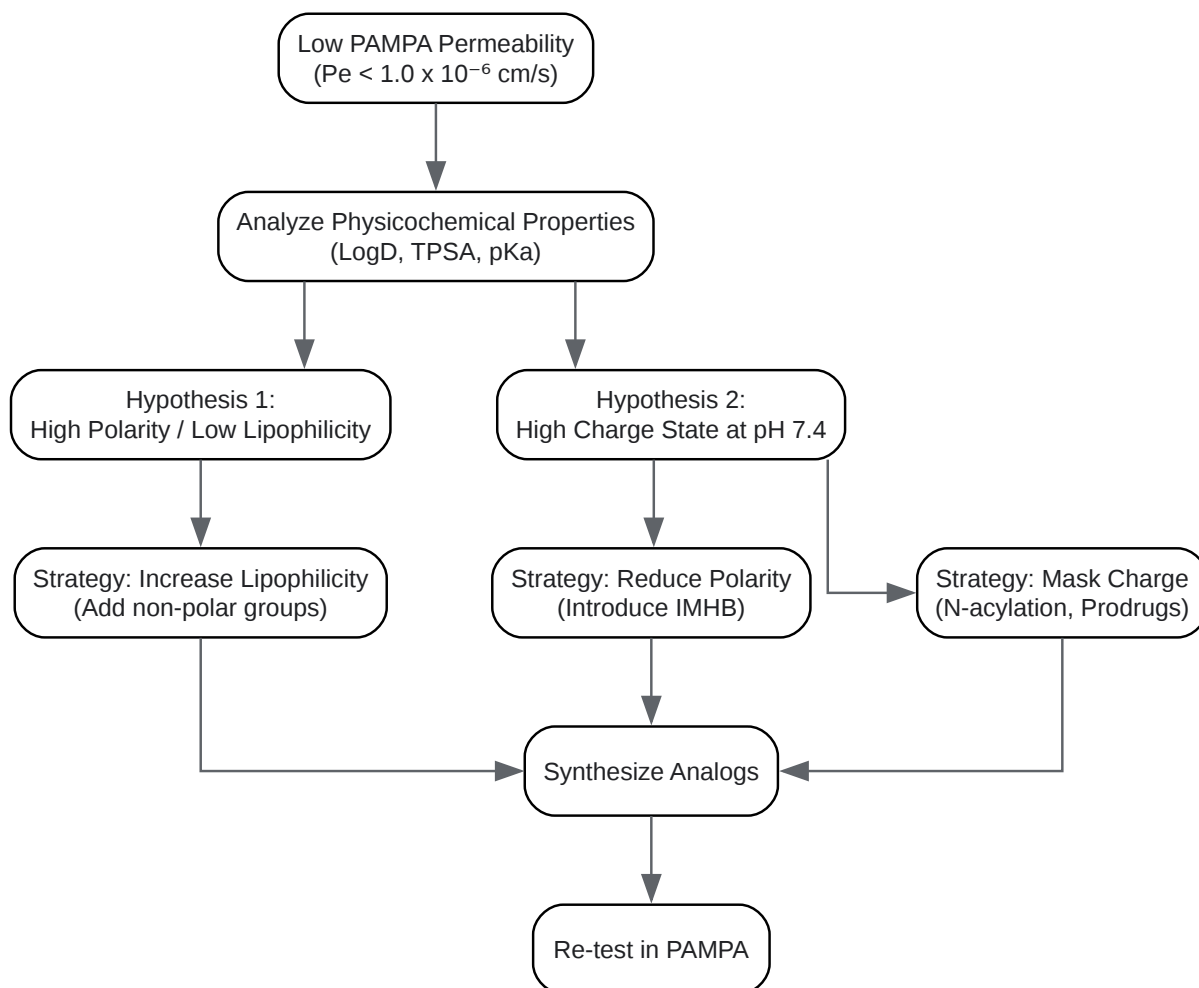 Low PAMPA Permeability
(Pe < 1.0 x 10⁻⁶ cm/s)
Analyze Physicochemical Properties
(LogD, TPSA, pKa)
Hypothesis 1:
High Polarity / Low Lipophilicity
Hypothesis 2:
High Charge State at pH 7.4
Strategy: Increase Lipophilicity
(Add non-polar groups)
Strategy: Reduce Polarity
(Introduce IMHB)
Strategy: Mask Charge
(N-acylation, Prodrugs)
Synthesize Analogs
Re-test in PAMPA